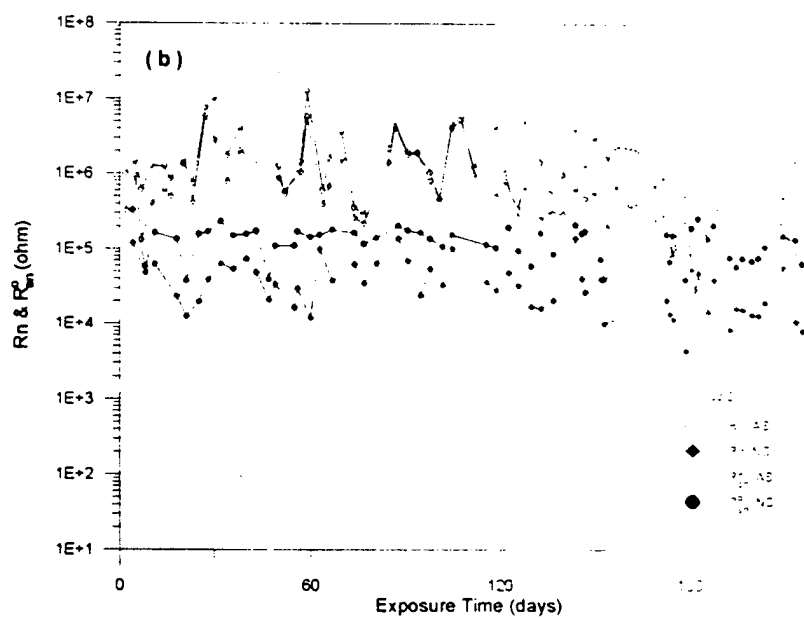 (b)
1E+8
1E+7
1E+6
1E+5
1E+4
1E+3
1E+2
1E+1
Rn & R°sn (ohm)
0
60
120
Exposure Time (days)